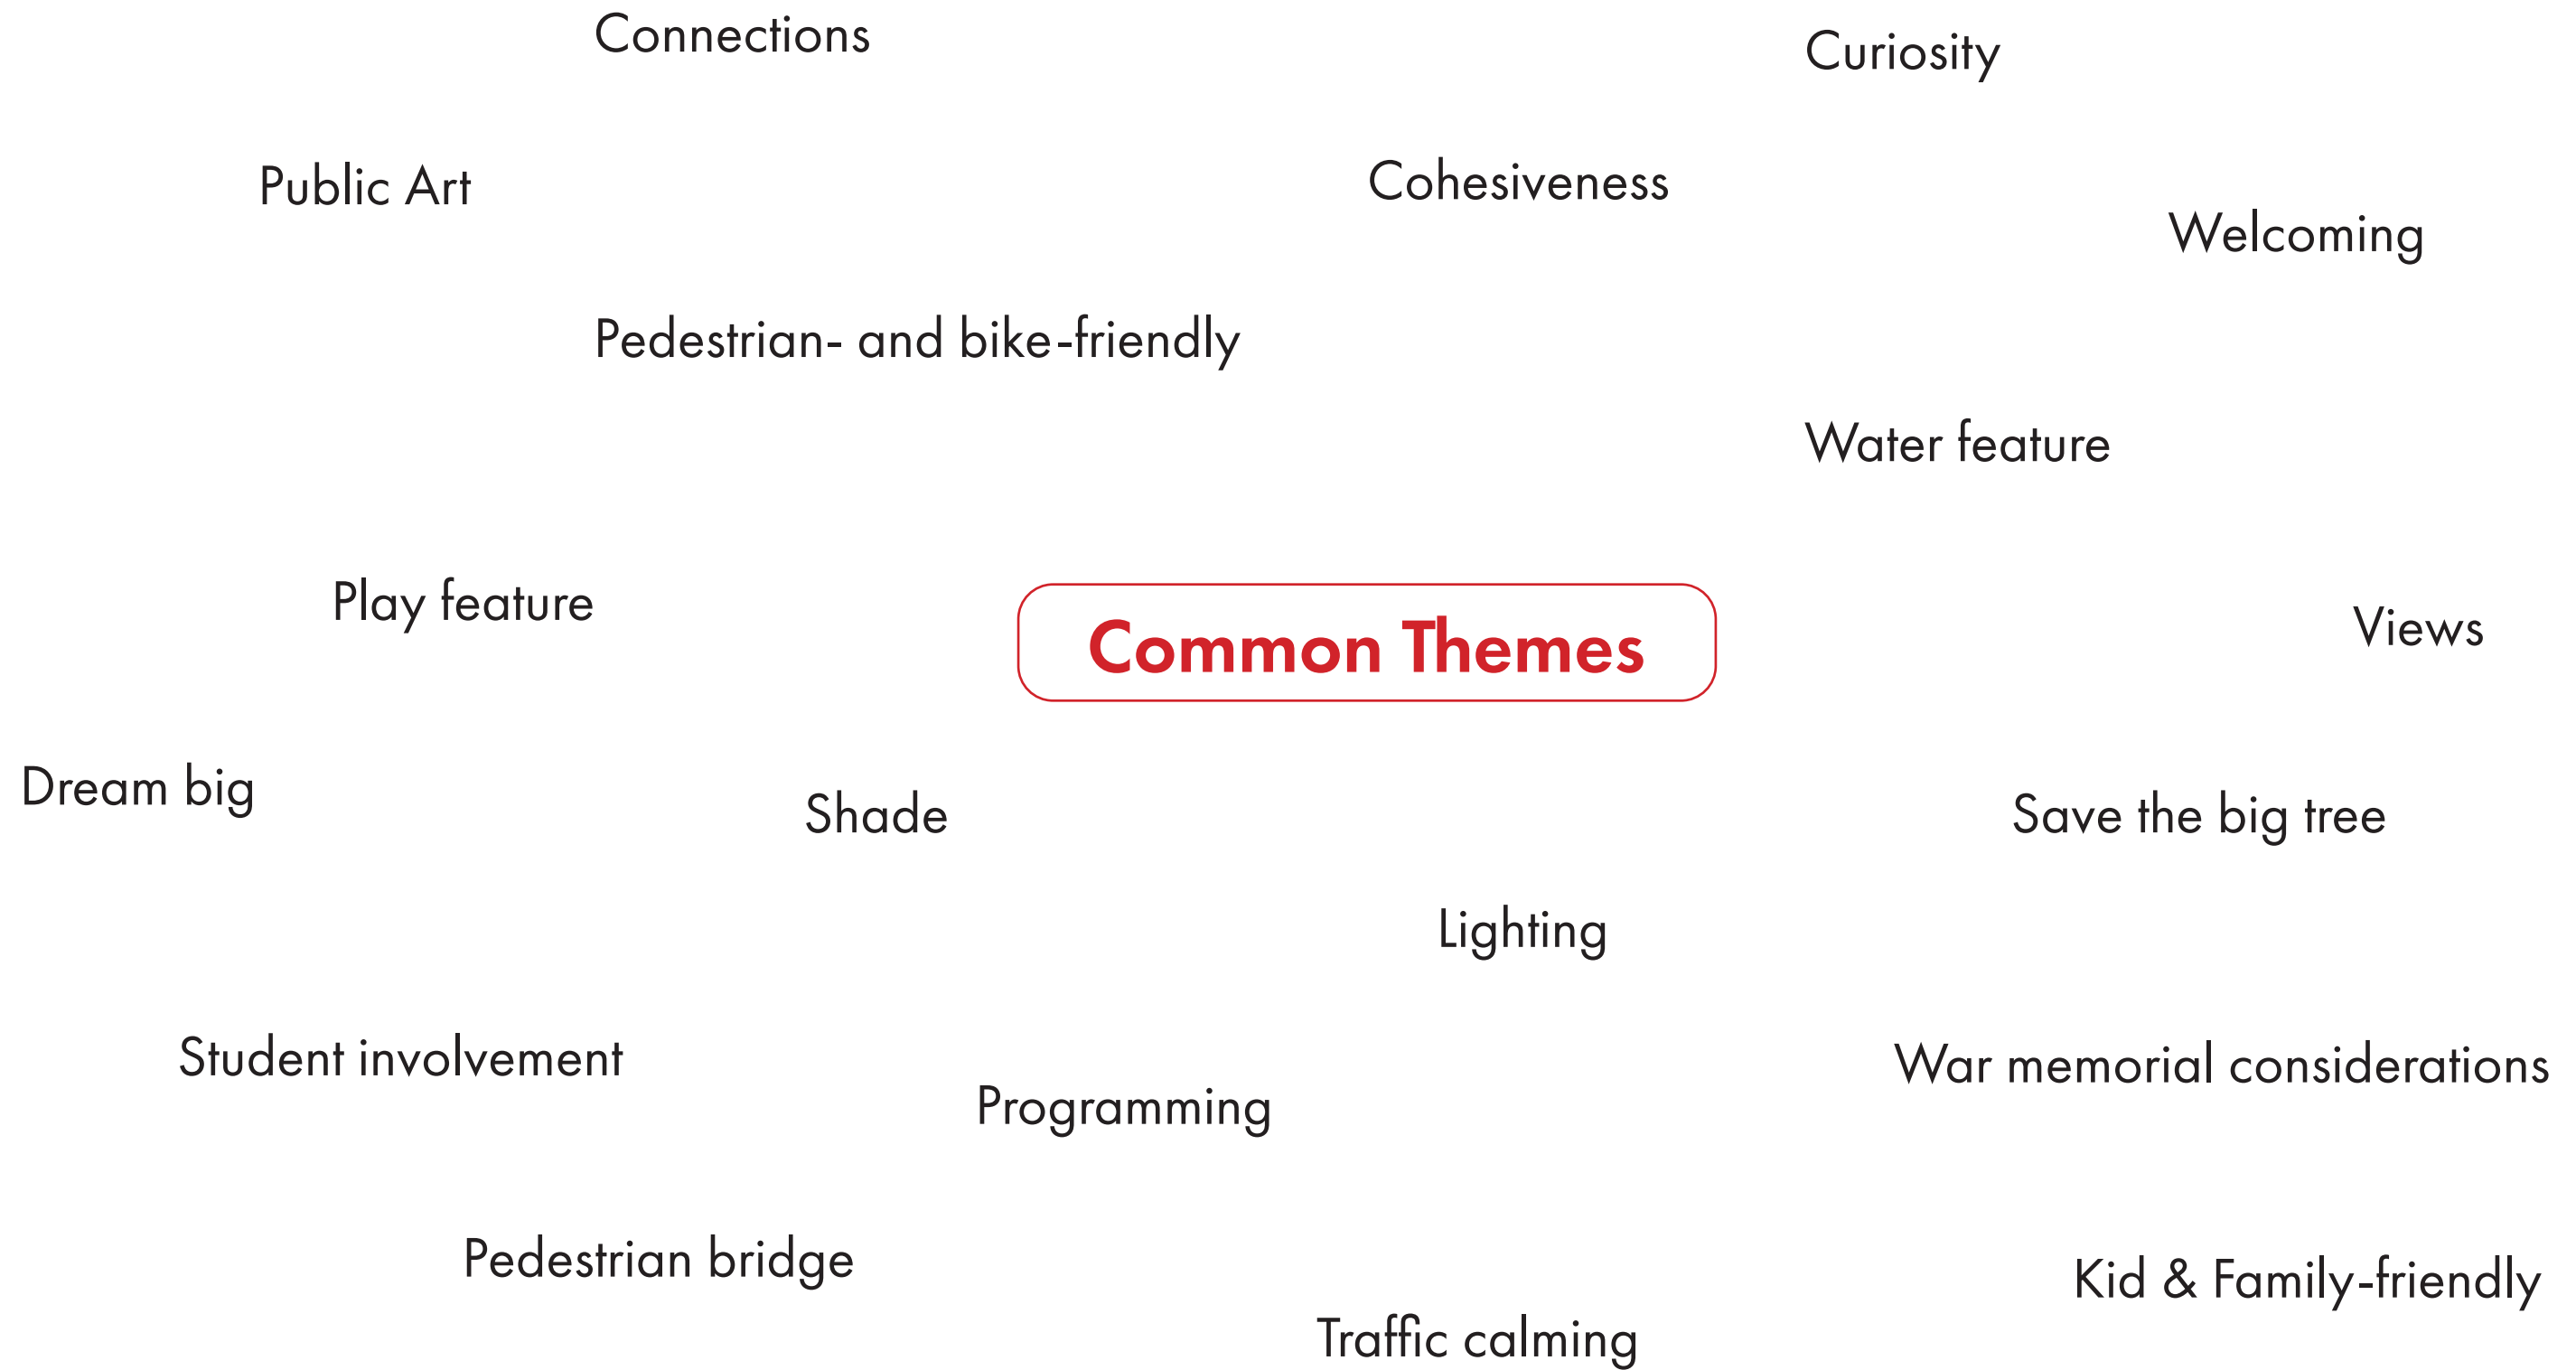 Connections
Curiosity
Public Art
Cohesiveness
Welcoming
Pedestrian- and bike-friendly
Water feature
Play feature
Common Themes
Views
Dream big
Shade
Save the big tree
Lighting
Student involvement
War memorial considerations
Programming
Pedestrian bridge
Kid & Family-friendly
Traffic calming